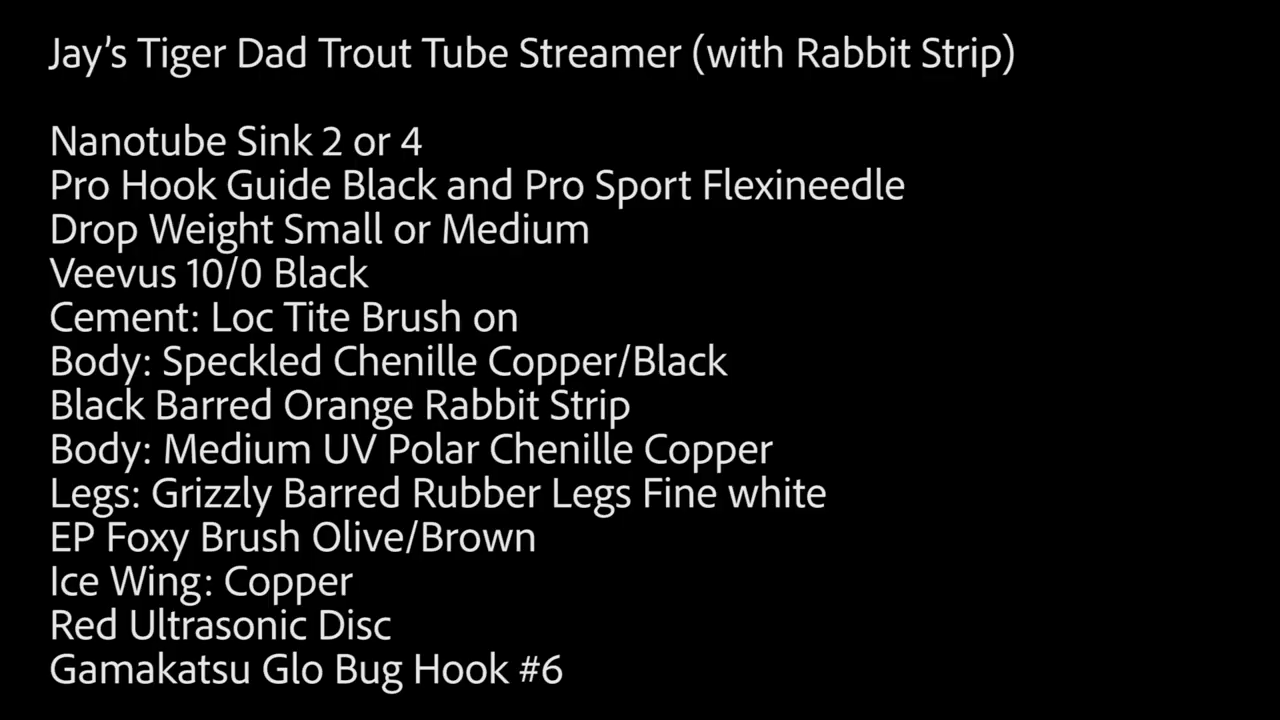 Jay’s Tiger Dad Trout Tube Streamer (with Rabbit Strip)
Nanotube Sink 2 or 4
Pro Hook Guide Black and Pro Sport Flexineedle
Drop Weight Small or Medium
Veevus 10/0 Black
Cement: Loc Tite Brush on
Body: Speckled Chenille Copper/Black
Black Barred Orange Rabbit Strip
Body: Medium UV Polar Chenille Copper
Legs: Grizzly Barred Rubber Legs Fine white
EP Foxy Brush Olive/Brown
Ice Wing: Copper
Red Ultrasonic Disc
Gamakatsu Glo Bug Hook #6